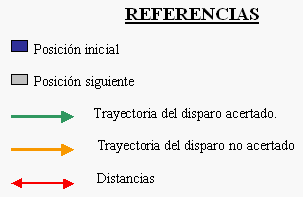 REFERENCIAS
Posición inicial
Posición siguiente
Trayectoria del disparo acertado.
Trayectoria del disparo no acertado
Distancias